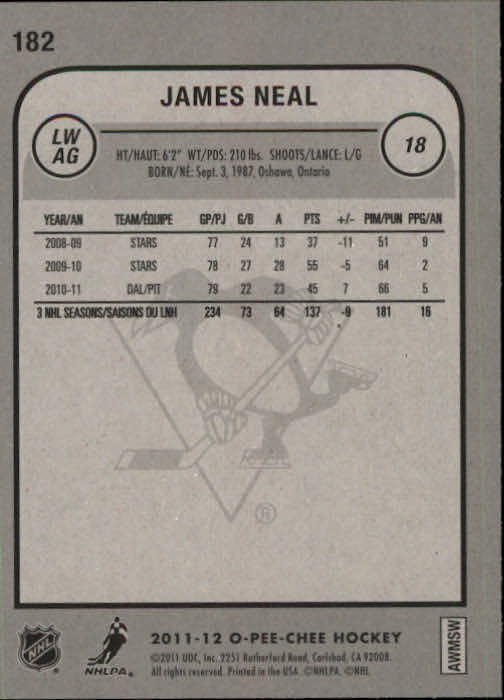 182
JAMES NEAL
LW
AG
18
HT/HAUT: 6'2" WT/PDS: 210 lbs. SHOOTS/LANCE: L/G
BORN/NÉ: Sept. 3, 1987, Oshawa, Ontario
YEAR/AN TEAM/ÉQUIPE GP/PJ G/B A PTS +/- PIM/PUN PPG/AN
2008-09 STARS 77 24 13 37 -11 51 9
2009-10 STARS 78 27 28 55 -5 64 2
2010-11 DAL/PIT 79 22 23 45 7 66 5
3 NHL SEASONS/SAISONS DU LNH 234 73 64 137 -9 181 16
®
NHL
NHLPA®
2011-12 O-PEE-CHEE HOCKEY
©2011 UDC, Inc. 2251 Rutherford Road, Carlsbad, CA 92008.
All rights reserved. Printed in the USA. ©NHLPA. ©NHL.
AWMSW